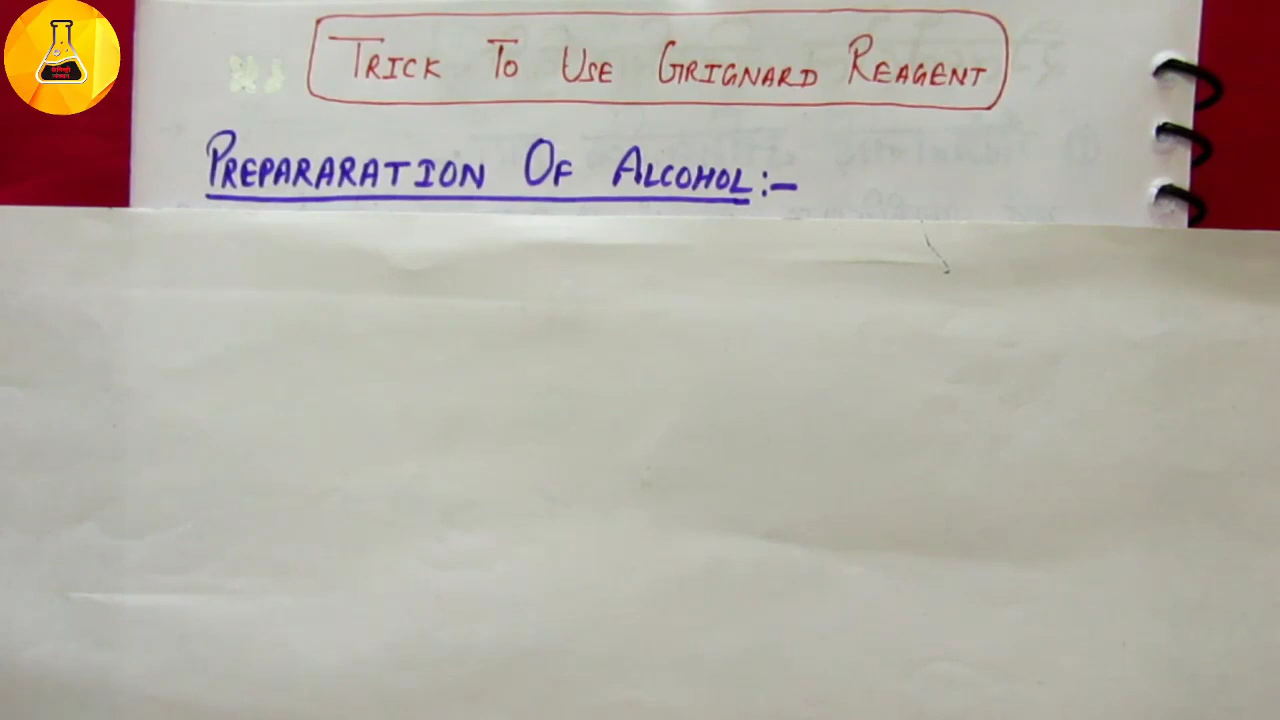 TRICK TO USE GRIGNARD REAGENT
PREPARARATION OF ALCOHOL:-